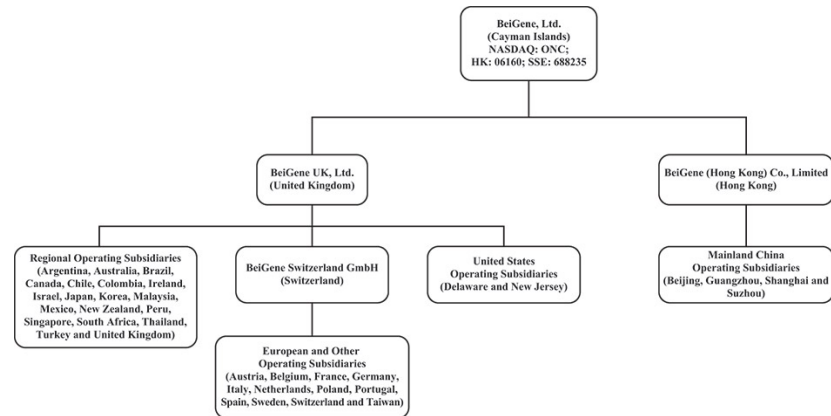 BeiGene, Ltd.
(Cayman Islands)
NASDAQ: ONC;
HK: 06160; SSE: 688235
BeiGene UK, Ltd.
(United Kingdom)
BeiGene (Hong Kong) Co., Limited
(Hong Kong)
Regional Operating Subsidiaries
(Argentina, Australia, Brazil,
Canada, Chile, Colombia, Ireland,
Israel, Japan, Korea, Malaysia,
Mexico, New Zealand, Peru,
Singapore, South Africa, Thailand,
Turkey and United Kingdom)
BeiGene Switzerland GmbH
(Switzerland)
United States
Operating Subsidiaries
(Delaware and New Jersey)
Mainland China
Operating Subsidiaries
(Beijing, Guangzhou, Shanghai and
Suzhou)
European and Other
Operating Subsidiaries
(Austria, Belgium, France, Germany,
Italy, Netherlands, Poland, Portugal,
Spain, Sweden, Switzerland and Taiwan)